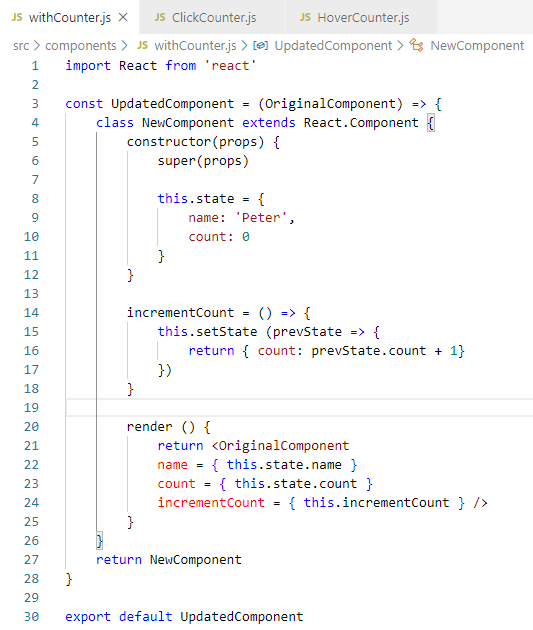 JS withCounter.js × JS ClickCounter.js JS HoverCounter.js
src > components > JS withCounter.js > UpdatedComponent > NewComponent
1 import React from 'react'
2
3 const UpdatedComponent = (OriginalComponent) => {
4     class NewComponent extends React.Component {
5         constructor(props) {
6             super(props)
7
8             this.state = {
9                 name: 'Peter',
10                 count: 0
11             }
12         }
13
14         incrementCount = () => {
15             this.setState (prevState => {
16                 return { count: prevState.count + 1}
17             })
18         }
19
20         render () {
21             return <OriginalComponent
22             name = { this.state.name }
23             count = { this.state.count }
24             incrementCount = { this.incrementCount } />
25         }
26     }
27     return NewComponent
28 }
29
30 export default UpdatedComponent